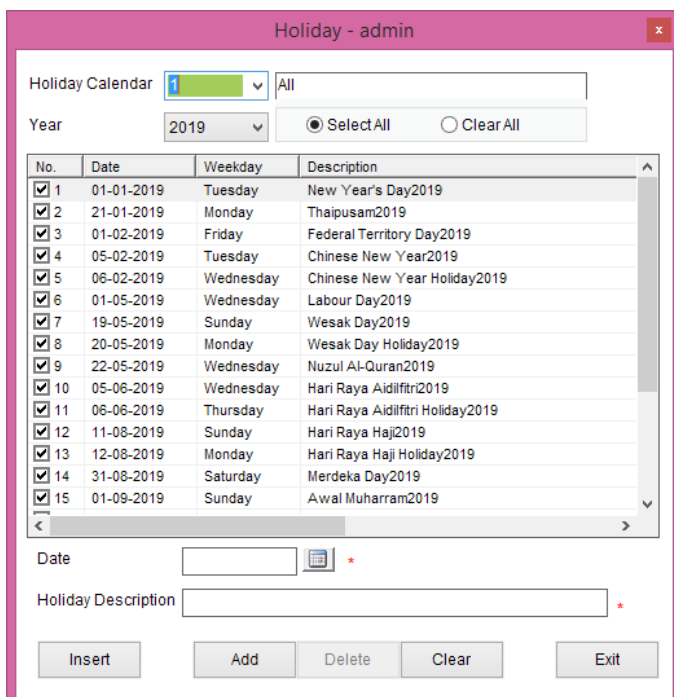 Holiday - admin
x
Holiday Calendar 1 All
Year 2019 Select All Clear All
No. Date Weekday Description
1 01-01-2019 Tuesday New Year's Day2019
2 21-01-2019 Monday Thaipusam2019
3 01-02-2019 Friday Federal Territory Day2019
4 05-02-2019 Tuesday Chinese New Year2019
5 06-02-2019 Wednesday Chinese New Year Holiday2019
6 01-05-2019 Wednesday Labour Day2019
7 19-05-2019 Sunday Wesak Day2019
8 20-05-2019 Monday Wesak Day Holiday2019
9 22-05-2019 Wednesday Nuzul Al-Quran2019
10 05-06-2019 Wednesday Hari Raya Aidilfitri2019
11 06-06-2019 Thursday Hari Raya Aidilfitri Holiday2019
12 11-08-2019 Sunday Hari Raya Haji2019
13 12-08-2019 Monday Hari Raya Haji Holiday2019
14 31-08-2019 Saturday Merdeka Day2019
15 01-09-2019 Sunday Awal Muharram2019
Date *
Holiday Description *
Insert Add Delete Clear Exit